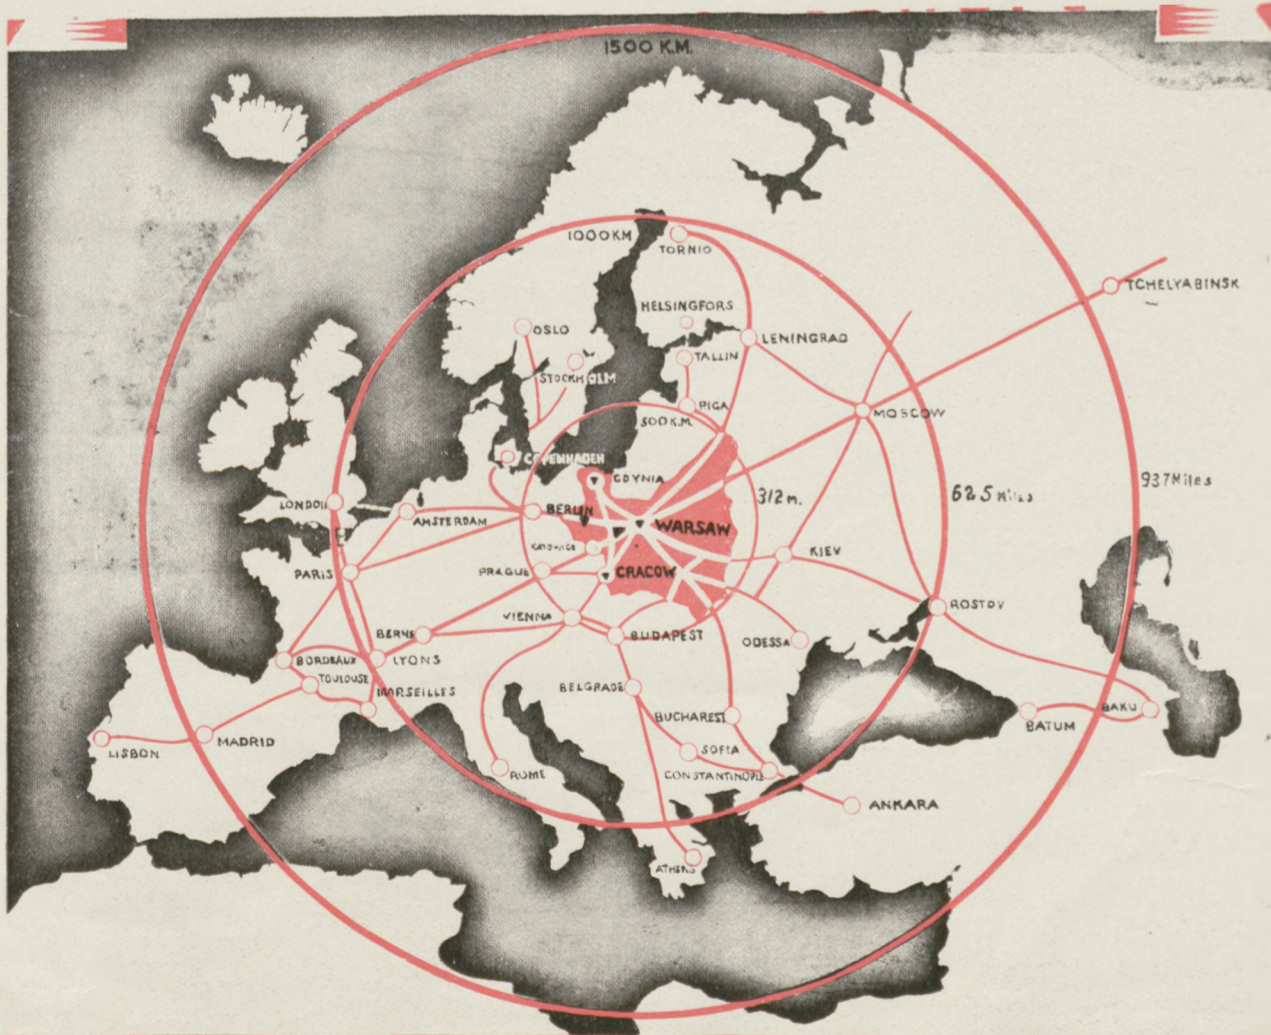 1500 K.M.
1000 KM
TORNIO
TCHELYABINSK
HELSINGFORS
OSLO
LENINGRAD
TALLIN
STOCKHOLM
RIGA
MOSCOW
500 K.M.
COPENHAGEN
GDYNIA
937 Miles
312 m.
625 Miles
LONDON
BERLIN
AMSTERDAM
WARSAW
KATOWICE
KIEV
PARIS
PRAGUE
CRACOW
ROSTOV
VIENNA
BERNE
BUDAPEST
ODESSA
BORDEAUX
LYONS
TOULOUSE
MARSEILLES
BELGRADE
BUCHAREST
BAKU
BATUM
MADRID
LISBON
SOFIA
ROME
CONSTANTINOPLE
ANKARA
ATHENS